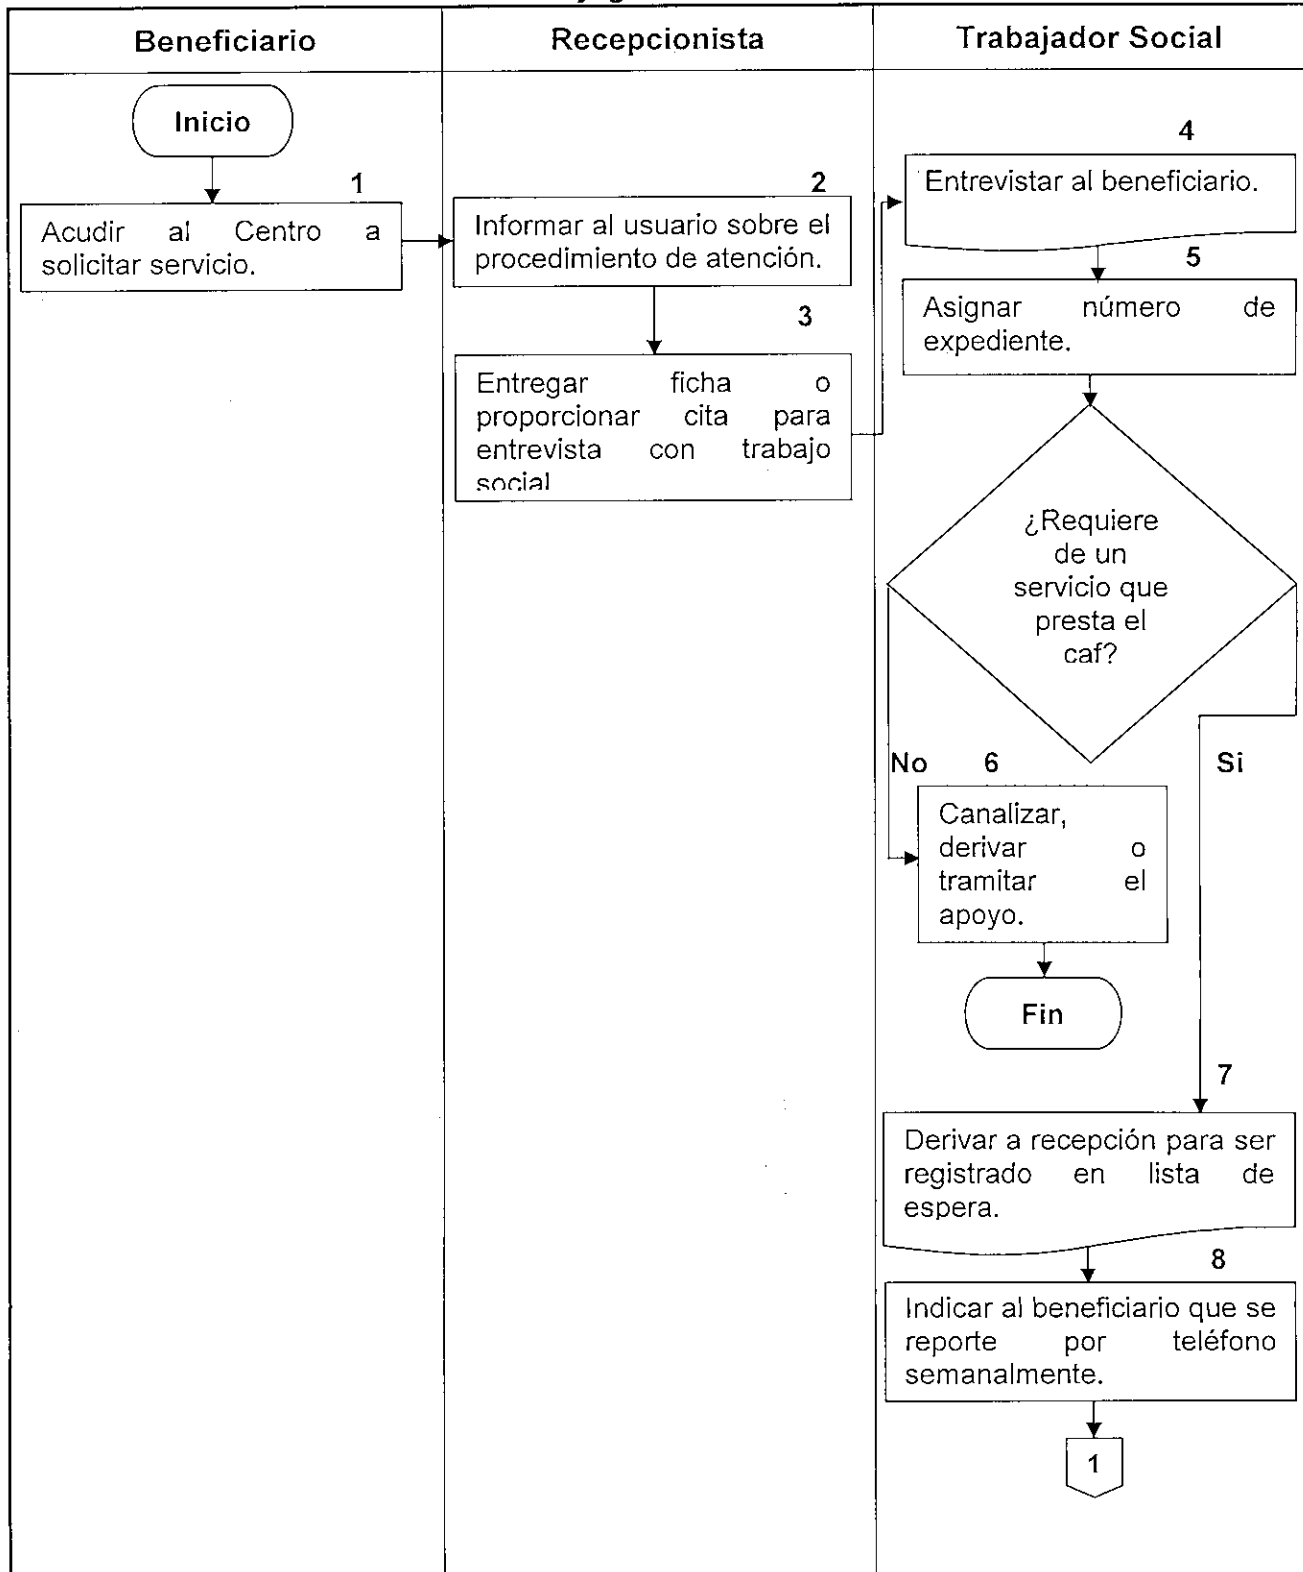 Beneficiario
Recepcionista
Trabajador Social
Inicio
1
Acudir al Centro a
solicitar servicio.
2
Informar al usuario sobre el
procedimiento de atención.
3
Entregar ficha o
proporcionar cita para
entrevista con trabajo
social
4
Entrevistar al beneficiario.
5
Asignar número de
expediente.
¿Requiere
de un
servicio que
presta el
caf?
No
6
Si
Canalizar,
derivar o
tramitar el
apoyo.
Fin
7
Derivar a recepción para ser
registrado en lista de
espera.
8
Indicar al beneficiario que se
reporte por teléfono
semanalmente.
1